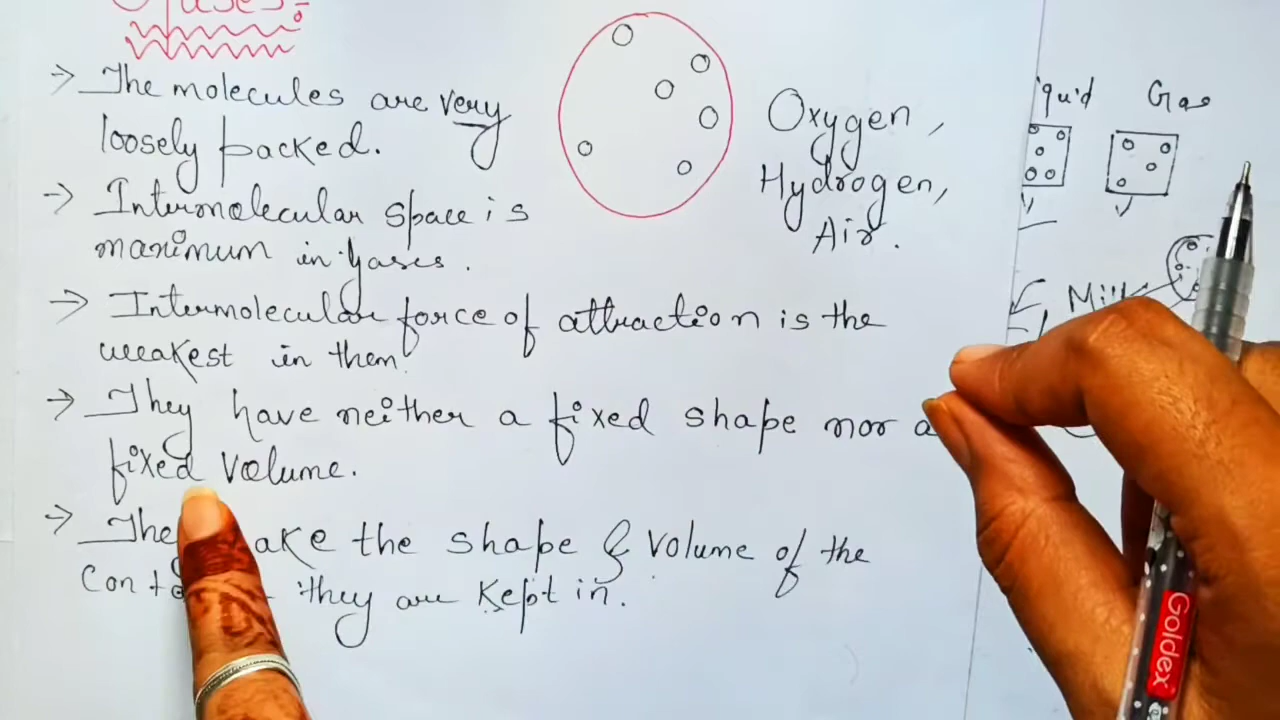 Gases:
→ The molecules are very
loosely packed.
→ Intermolecular space is
maximum in gases.
→ Intermolecular force of attraction is the
weakest in them.
→ They have neither a fixed shape nor a
fixed volume.
→ The ake the shape & volume of the
they are kept in.
Oxygen,
Hydrogen,
Air.
iquid Gas
Milk
Goldex